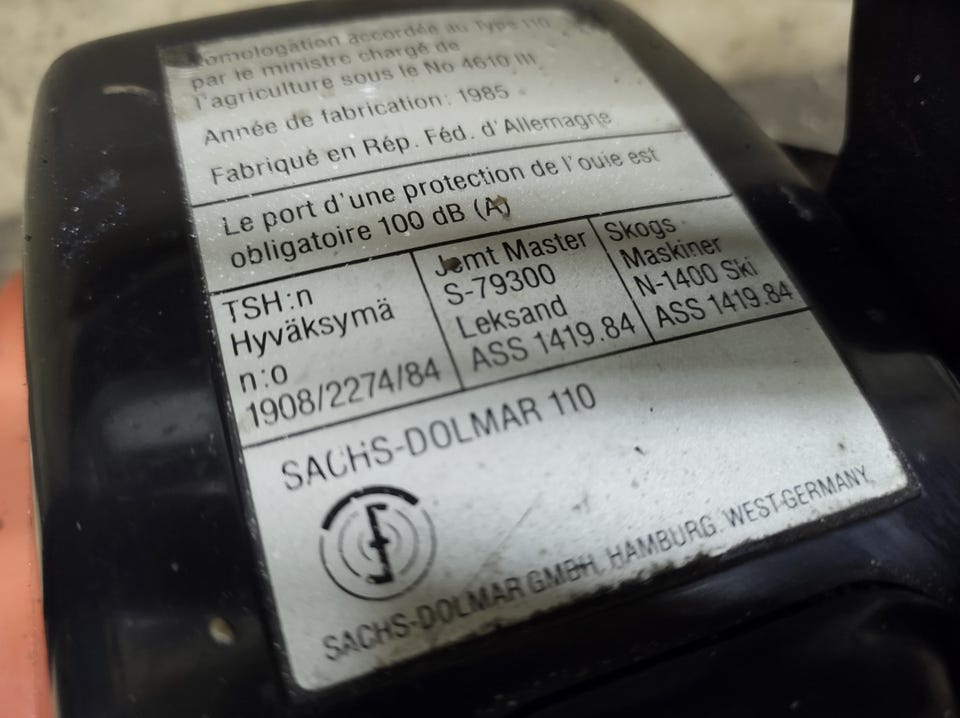 Homologation accordée au Type 110
par le ministre chargé de
l'agriculture sous le No 4610 III
Année de fabrication: 1985
Fabriqué en Rép. Féd. d'Allemagne
Le port d'une protection de l'ouie est
obligatoire 100 dB (A)
TSH:n
Hyväksymä
n:o
1908/2274/84
Jemt Master
S-79300
Leksand
ASS 1419.84
Skogs-
Maskiner
N-1400 Ski
ASS 1419.84
SACHS-DOLMAR 110
SACHS-DOLMAR GMBH. HAMBURG. WEST-GERMANY.